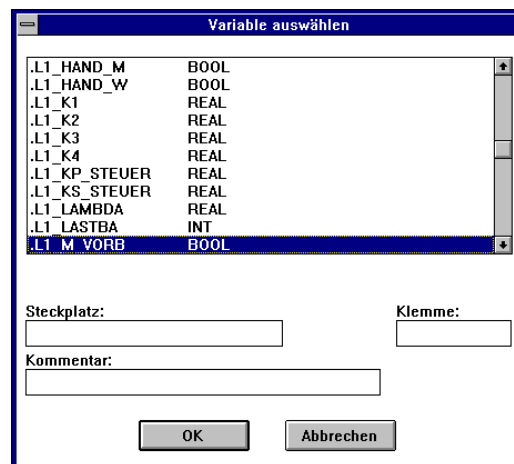 Variable auswählen
.L1_HAND_M BOOL
.L1_HAND_W BOOL
.L1_K1 REAL
.L1_K2 REAL
.L1_K3 REAL
.L1_K4 REAL
.L1_KP_STEUER REAL
.L1_KS_STEUER REAL
.L1_LAMBDA REAL
.L1_LASTBA INT
.L1_M_VORB BOOL
Steckplatz: Klemme:
Kommentar:
OK Abbrechen